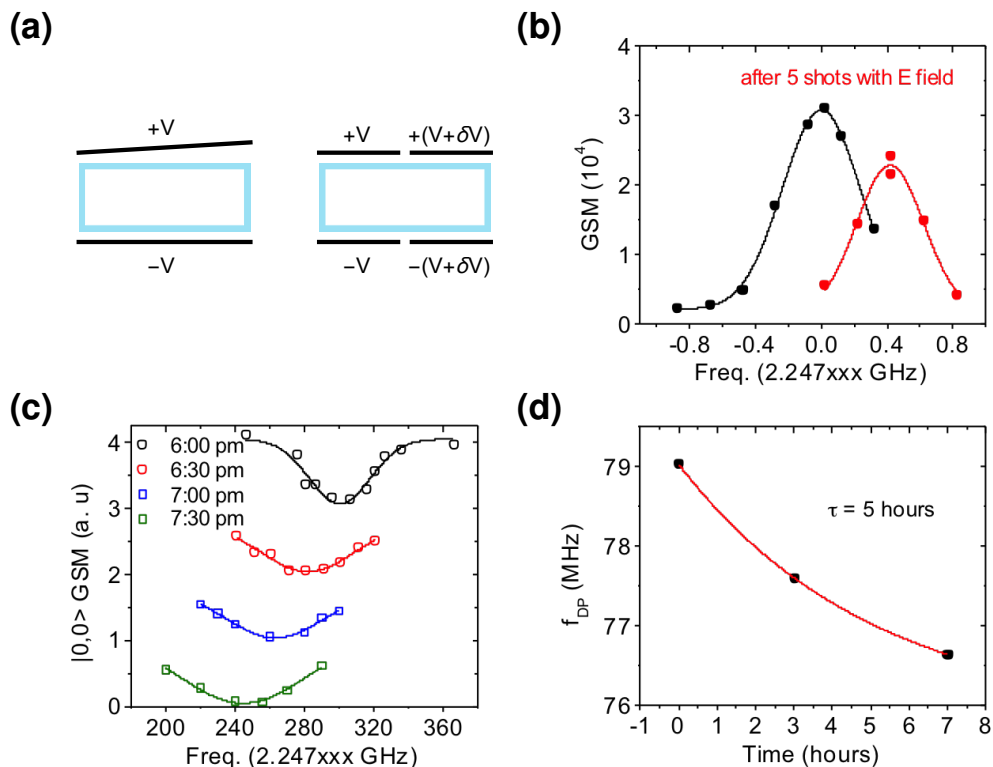 (a)
+V
−V
+V +(V+δV)
−V −(V+δV)
(b)
4
3
2
1
0
GSM (10⁴)
after 5 shots with E field
-0.8 -0.4 0.0 0.4 0.8
Freq. (2.247xxx GHz)
(c)
4
3
2
1
0
|0,0> GSM (a. u)
6:00 pm
6:30 pm
7:00 pm
7:30 pm
200 240 280 320 360
Freq. (2.247xxx GHz)
(d)
79
78
77
76
f_DP (MHz)
τ = 5 hours
-1 0 1 2 3 4 5 6 7 8
Time (hours)